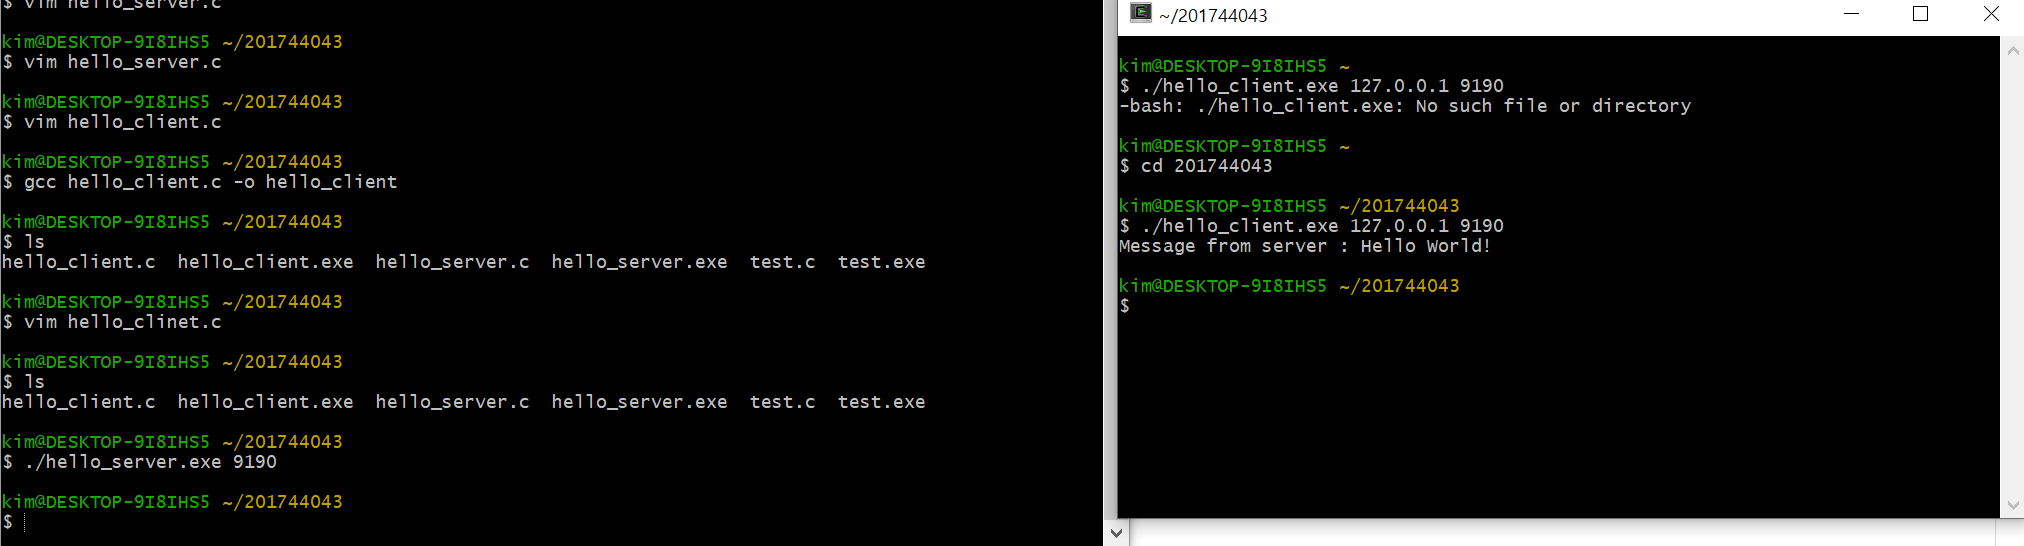 $ vim hello_server.c
kim@DESKTOP-9I8IHS5 ~/201744043
$ vim hello_server.c
kim@DESKTOP-9I8IHS5 ~/201744043
$ vim hello_client.c
kim@DESKTOP-9I8IHS5 ~/201744043
$ gcc hello_client.c -o hello_client
kim@DESKTOP-9I8IHS5 ~/201744043
$ ls
hello_client.c  hello_client.exe  hello_server.c  hello_server.exe  test.c  test.exe
kim@DESKTOP-9I8IHS5 ~/201744043
$ vim hello_clinet.c
kim@DESKTOP-9I8IHS5 ~/201744043
$ ls
hello_client.c  hello_client.exe  hello_server.c  hello_server.exe  test.c  test.exe
kim@DESKTOP-9I8IHS5 ~/201744043
$ ./hello_server.exe 9190
kim@DESKTOP-9I8IHS5 ~/201744043
$
~/201744043
kim@DESKTOP-9I8IHS5 ~
$ ./hello_client.exe 127.0.0.1 9190
-bash: ./hello_client.exe: No such file or directory
kim@DESKTOP-9I8IHS5 ~
$ cd 201744043
kim@DESKTOP-9I8IHS5 ~/201744043
$ ./hello_client.exe 127.0.0.1 9190
Message from server : Hello World!
kim@DESKTOP-9I8IHS5 ~/201744043
$